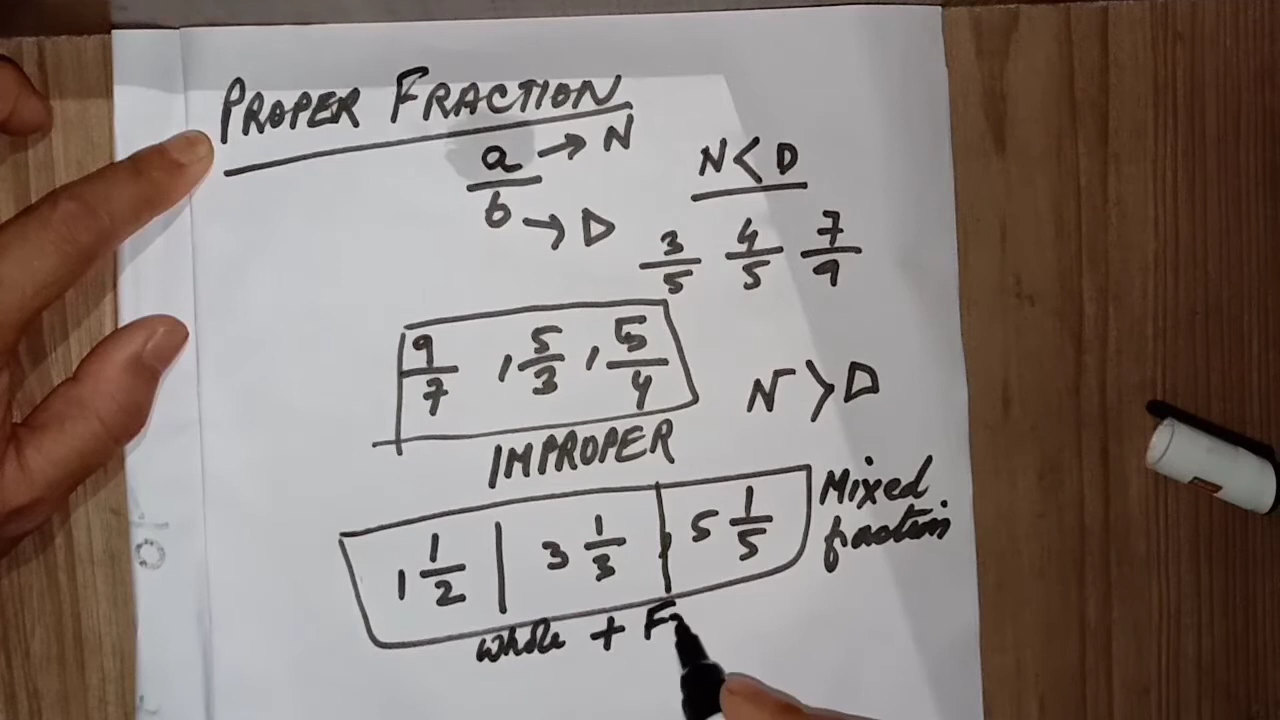 PROPER FRACTION
a → N
b → D
N < D
3/5 4/5 7/9
9/7 , 5/3 , 5/4
N > D
IMPROPER
1 1/2 | 3 1/3 | 5 1/5
Mixed
fraction
whole + F